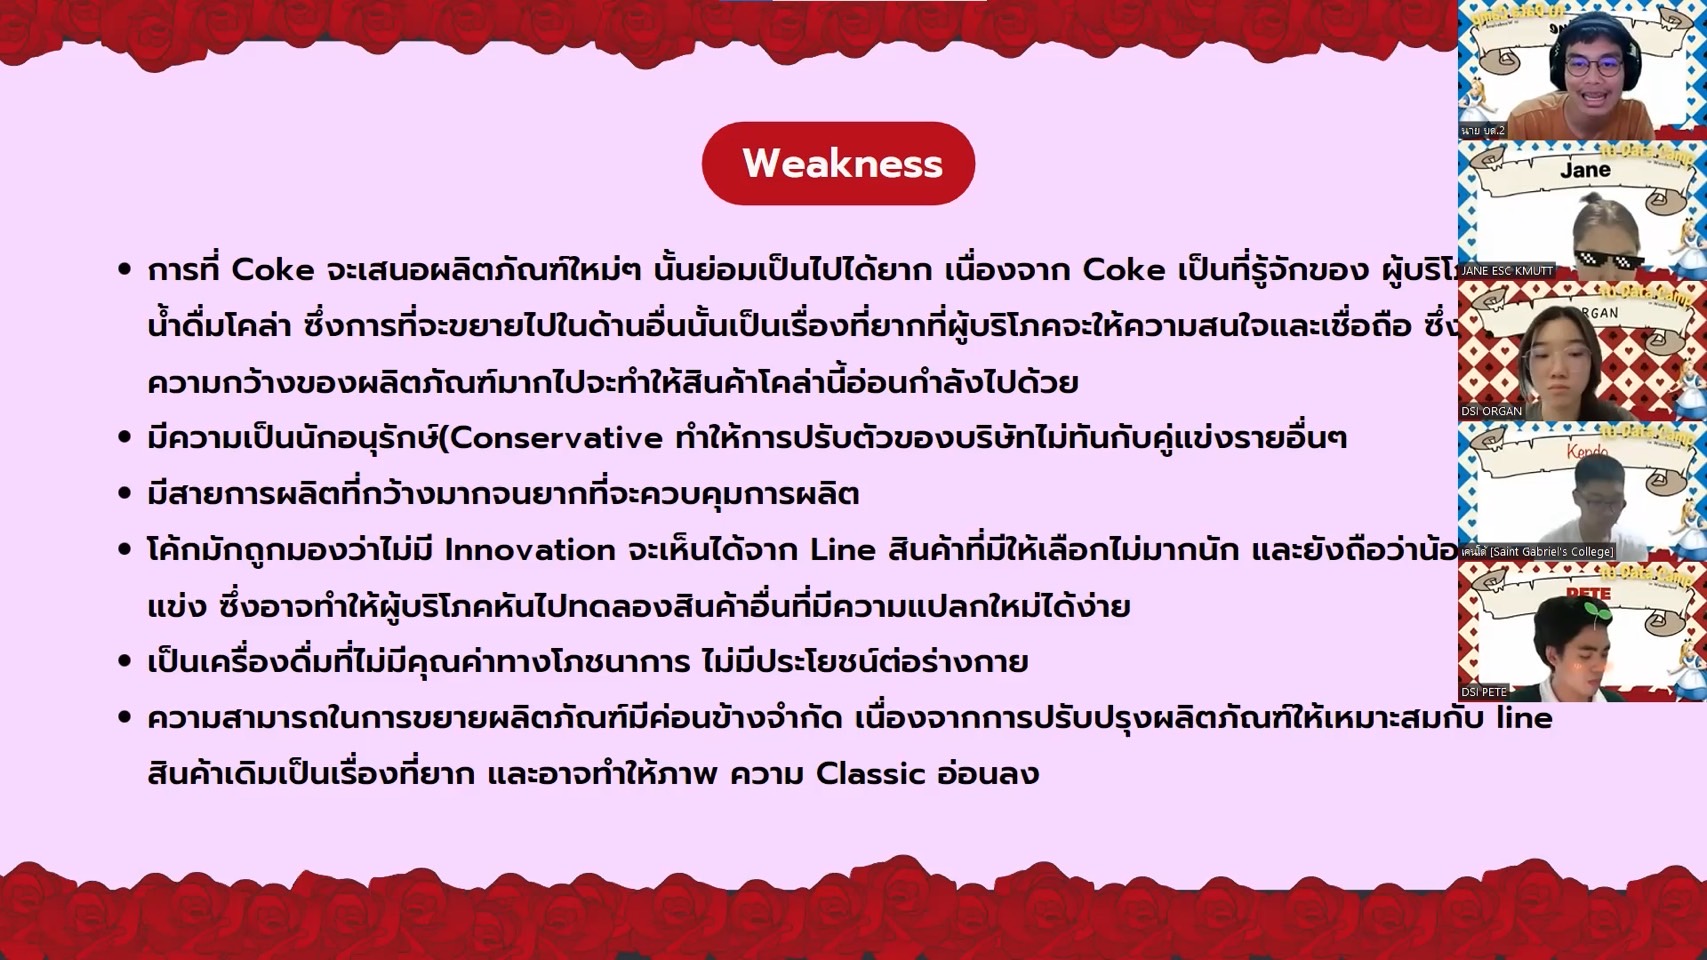 Weakness
• การที่ Coke จะเสนอผลิตภัณฑ์ใหม่ๆ นั้นย่อมเป็นไปได้ยาก เนื่องจาก Coke เป็นที่รู้จักของ
น้ำดื่มโคล่า ซึ่งการที่จะขยายไปในด้านอื่นนั้นเป็นเรื่องที่ยากที่ผู้บริโภคจะให้ความสนใจและเชื่อถือ ซึ่ง
ความกว้างของผลิตภัณฑ์มากไปจะทำให้สินค้าโคล่านี้อ่อนกำลังไปด้วย
• มีความเป็นนักอนุรักษ์(Conservative ทำให้การปรับตัวของบริษัทไม่ทันกับคู่แข่งรายอื่นๆ
• มีสายการผลิตที่กว้างมากจนยากที่จะควบคุมการผลิต
• โค้กมักถูกมองว่าไม่มี Innovation จะเห็นได้จาก Line สินค้าที่มีให้เลือกไม่มากนัก และยังถือว่า
แข่ง ซึ่งอาจทำให้ผู้บริโภคหันไปทดลองสินค้าอื่นที่มีความแปลกใหม่ได้ง่าย
• เป็นเครื่องดื่มที่ไม่มีคุณค่าทางโภชนาการ ไม่มีประโยชน์ต่อร่างกาย
• ความสามารถในการขยายผลิตภัณฑ์มีค่อนข้างจำกัด เนื่องจากการปรับปรุงผลิตภัณฑ์ให้เหมาะสมกับ line
สินค้าเดิมเป็นเรื่องที่ยาก และอาจทำให้ภาพ ความ Classic อ่อนลง
นาย บูด.2
Jane
JANE ESC KMUTT
DSI ORGAN
Kendo
เคนโด้ [Saint Gabriel's College]
PETE
DSI PETE